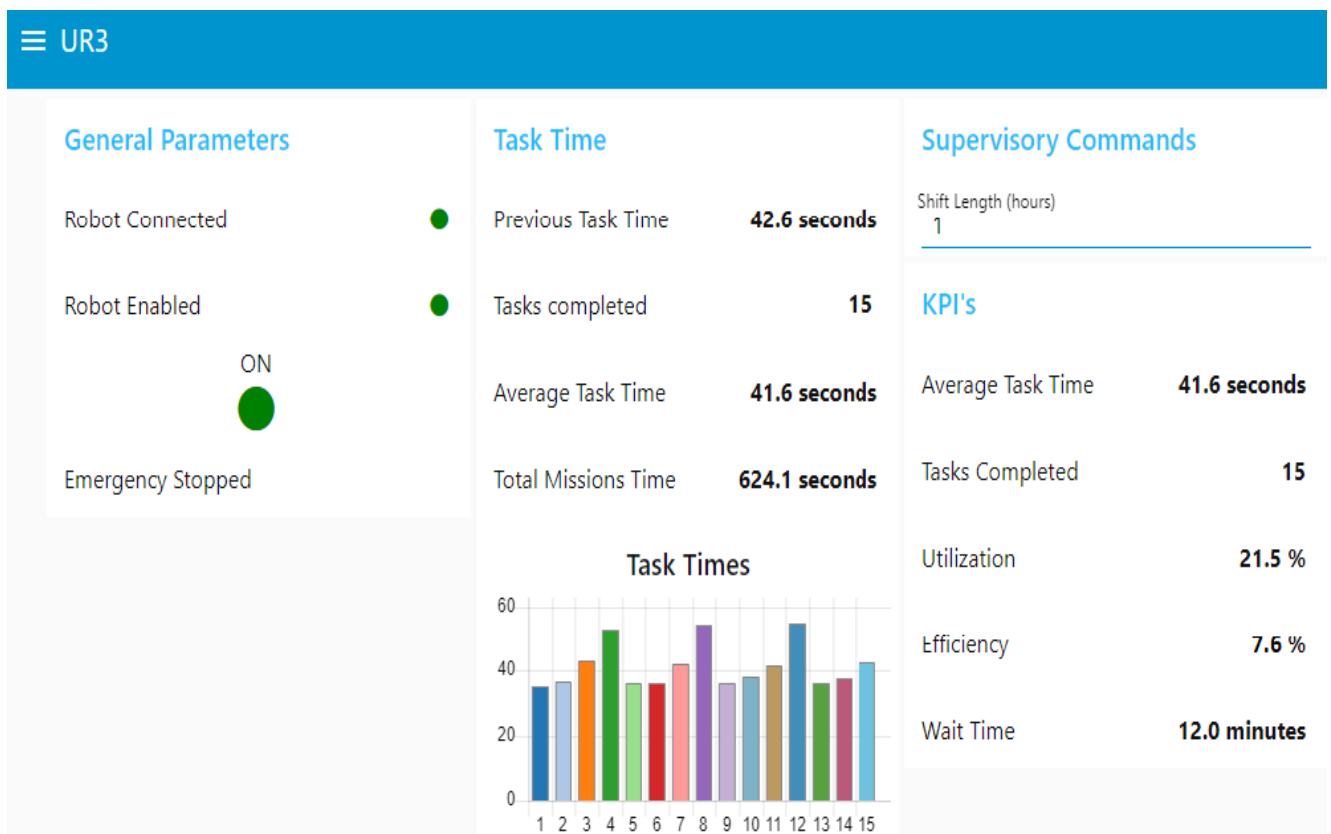 UR3
General Parameters
Robot Connected
Robot Enabled
ON
Emergency Stopped
Task Time
Previous Task Time 42.6 seconds
Tasks completed 15
Average Task Time 41.6 seconds
Total Missions Time 624.1 seconds
Task Times
60
40
20
0
1 2 3 4 5 6 7 8 9 10 11 12 13 14 15
Supervisory Commands
Shift Length (hours)
1
KPI's
Average Task Time 41.6 seconds
Tasks Completed 15
Utilization 21.5 %
Efficiency 7.6 %
Wait Time 12.0 minutes